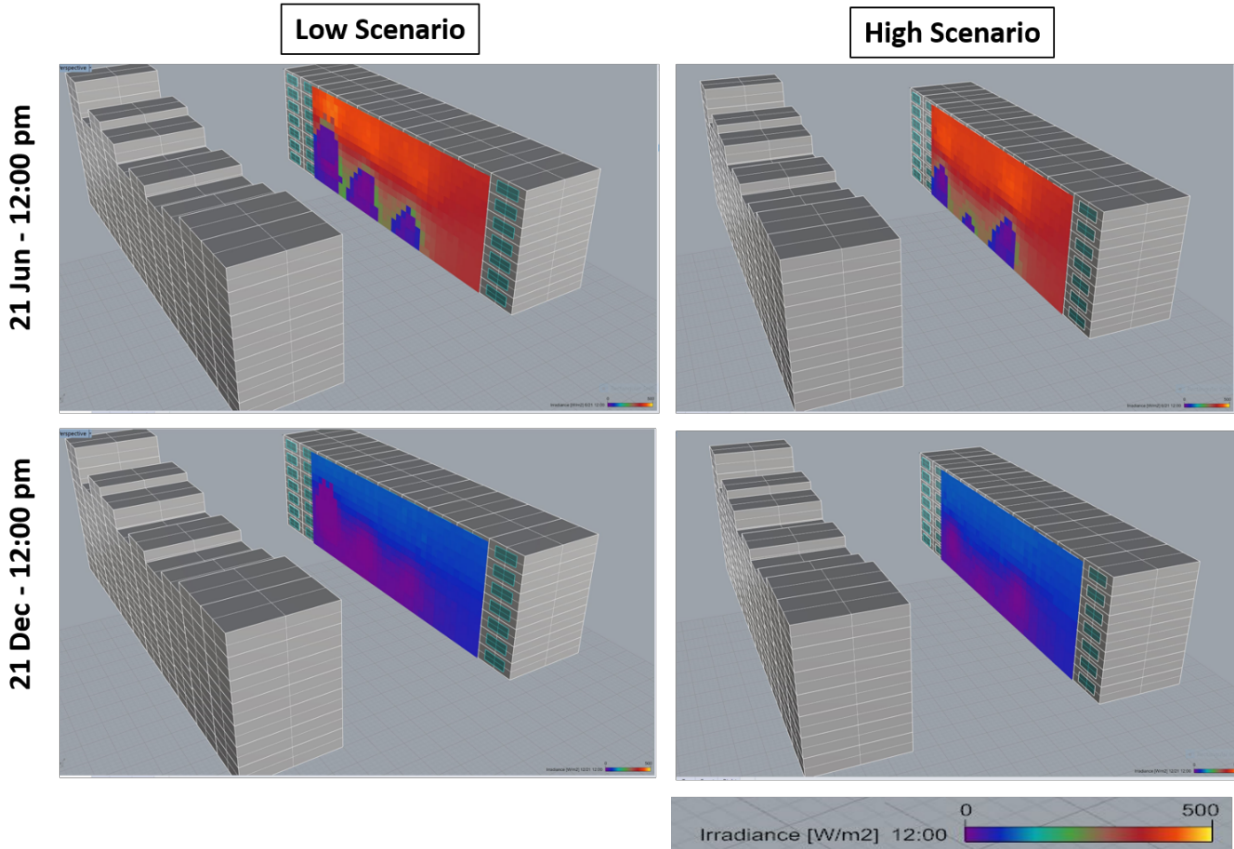 Low Scenario
High Scenario
21 Jun - 12:00 pm
21 Dec - 12:00 pm
Irradiance [W/m2] 12:00
0
500